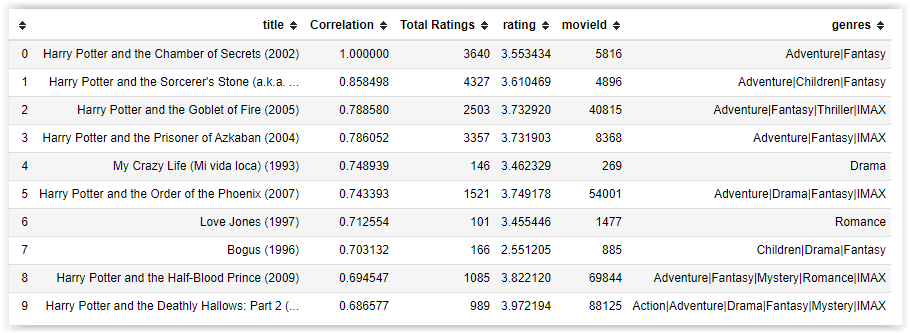 title Correlation Total Ratings rating movieId genres
0 Harry Potter and the Chamber of Secrets (2002) 1.000000 3640 3.553434 5816 Adventure|Fantasy
1 Harry Potter and the Sorcerer's Stone (a.k.a. ... 0.858498 4327 3.610469 4896 Adventure|Children|Fantasy
2 Harry Potter and the Goblet of Fire (2005) 0.788580 2503 3.732920 40815 Adventure|Fantasy|Thriller|IMAX
3 Harry Potter and the Prisoner of Azkaban (2004) 0.786052 3357 3.731903 8368 Adventure|Fantasy|IMAX
4 My Crazy Life (Mi vida loca) (1993) 0.748939 146 3.462329 269 Drama
5 Harry Potter and the Order of the Phoenix (2007) 0.743393 1521 3.749178 54001 Adventure|Drama|Fantasy|IMAX
6 Love Jones (1997) 0.712554 101 3.455446 1477 Romance
7 Bogus (1996) 0.703132 166 2.551205 885 Children|Drama|Fantasy
8 Harry Potter and the Half-Blood Prince (2009) 0.694547 1085 3.822120 69844 Adventure|Fantasy|Mystery|Romance|IMAX
9 Harry Potter and the Deathly Hallows: Part 2 (... 0.686577 989 3.972194 88125 Action|Adventure|Drama|Fantasy|Mystery|IMAX